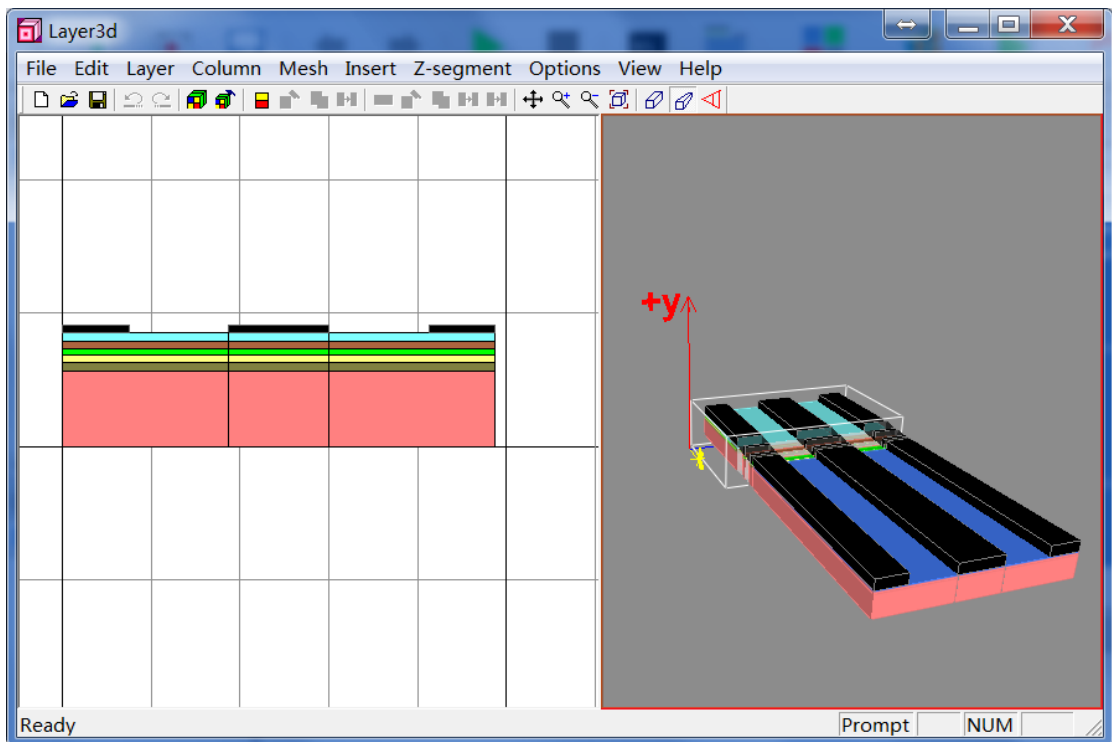 Layer3d
File Edit Layer Column Mesh Insert Z-segment Options View Help
+y
Ready Prompt NUM